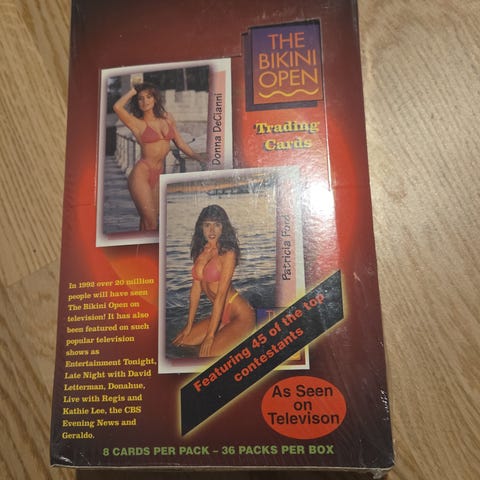 THE
BIKINI
OPEN
Trading
Cards
Donna DeCianni
Patricia Ford
In 1992 over 20 million
people will have seen
The Bikini Open on
television! It has also
been featured on such
popular television
shows as
Entertainment Tonight,
Late Night with David
Letterman, Donahue,
Live with Regis and
Kathie Lee, the CBS
Evening News and
Geraldo.
Featuring 45 of the top
contestants
As Seen
on
Televison
8 CARDS PER PACK – 36 PACKS PER BOX